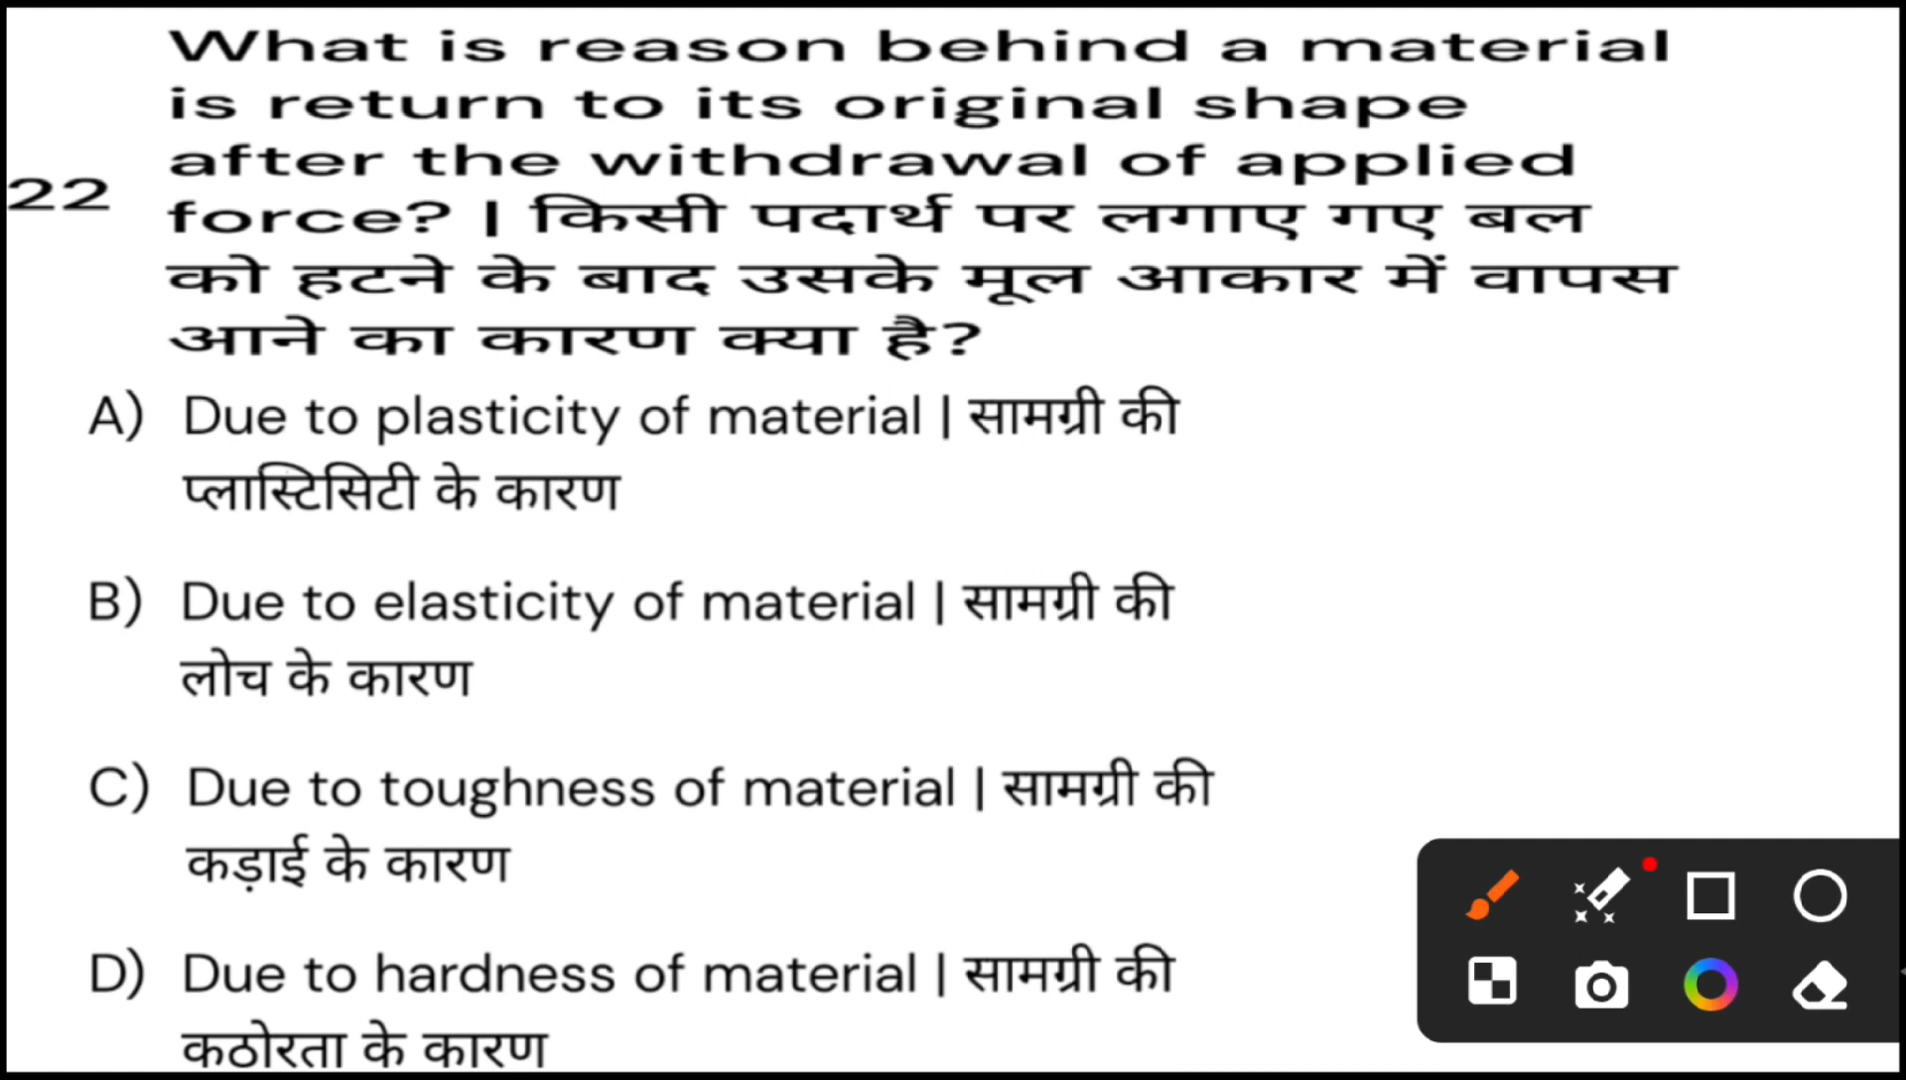 What is reason behind a material
is return to its original shape
after the withdrawal of applied
22
force? | किसी पदार्थ पर लगाए गए बल
को हटने के बाद उसके मूल आकार में वापस
आने का कारण क्या है?
A) Due to plasticity of material | सामग्री की
प्लास्टिसिटी के कारण
B) Due to elasticity of material | सामग्री की
लोच के कारण
C) Due to toughness of material | सामग्री की
कड़ाई के कारण
D) Due to hardness of material | सामग्री की
कठोरता के कारण